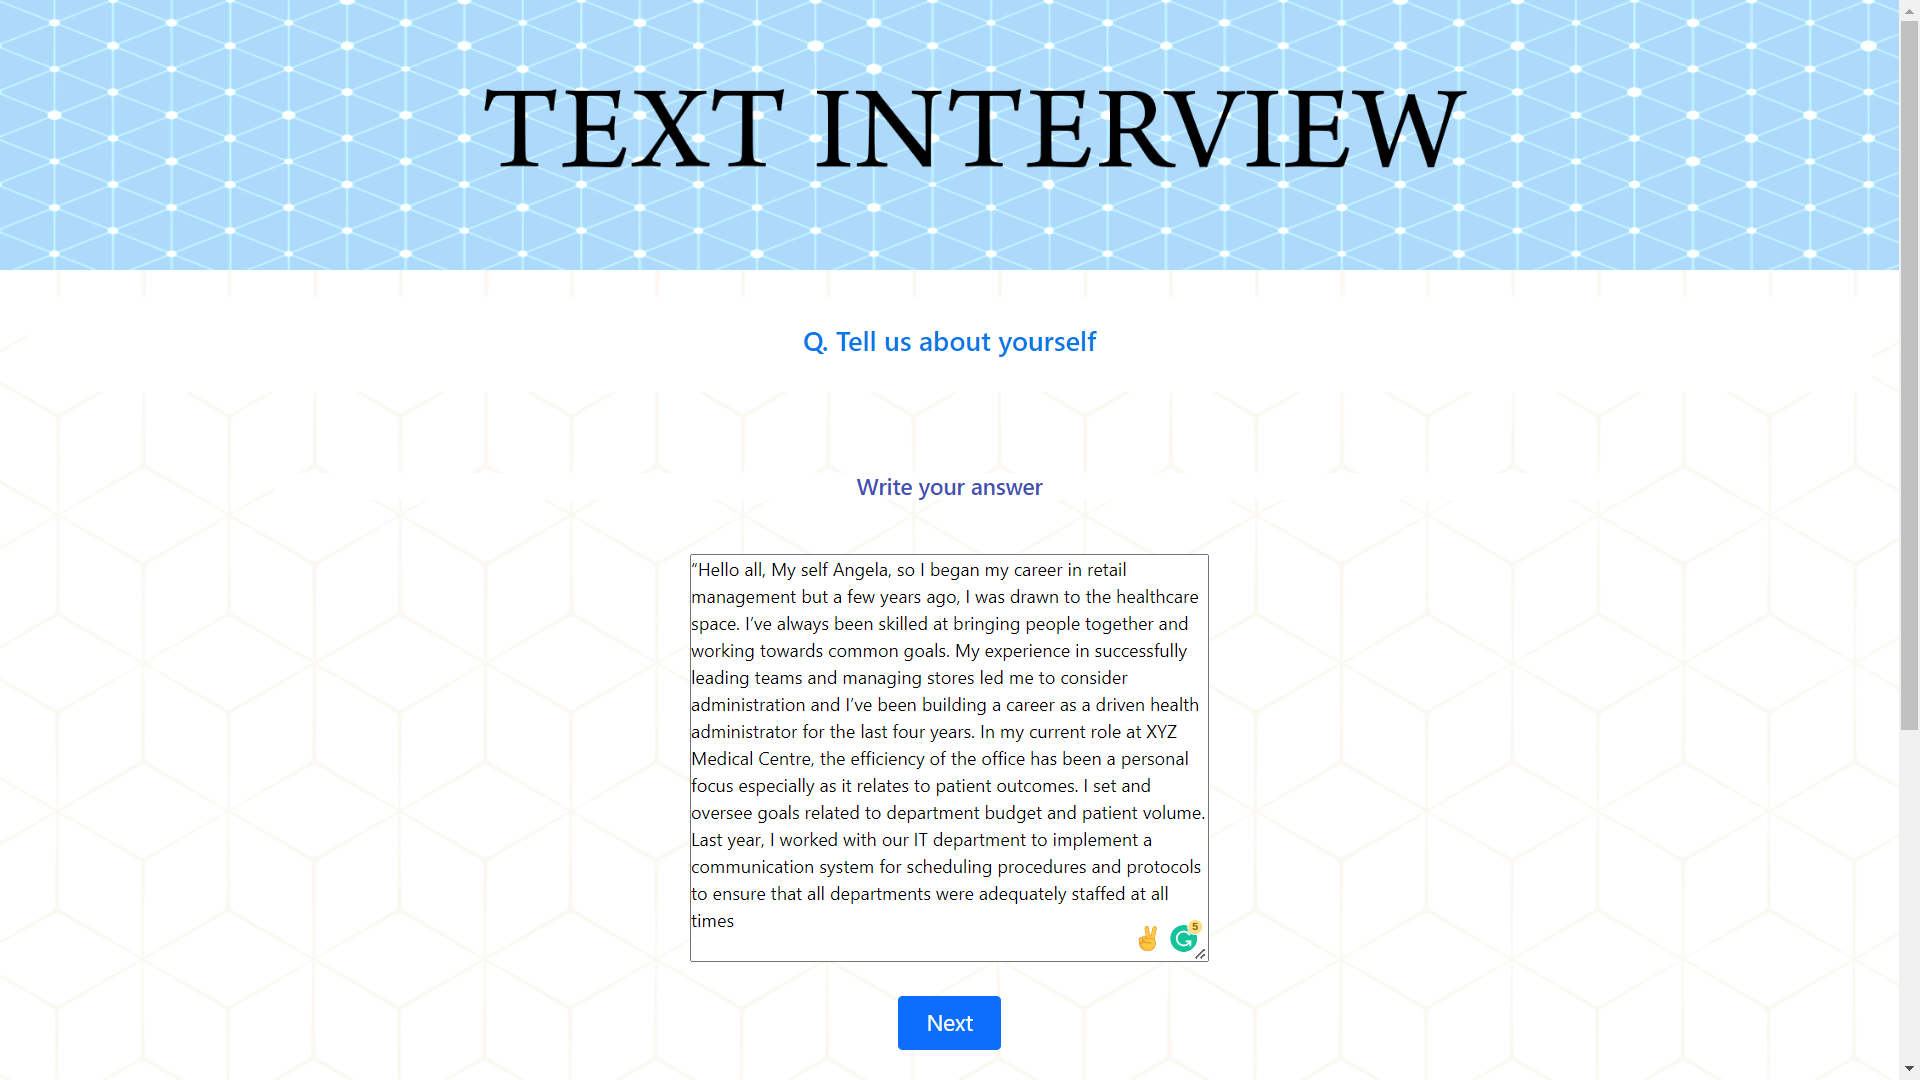 TEXT INTERVIEW
Q. Tell us about yourself
Write your answer
“Hello all, My self Angela, so I began my career in retail
management but a few years ago, I was drawn to the healthcare
space. I’ve always been skilled at bringing people together and
working towards common goals. My experience in successfully
leading teams and managing stores led me to consider
administration and I’ve been building a career as a driven health
administrator for the last four years. In my current role at XYZ
Medical Centre, the efficiency of the office has been a personal
focus especially as it relates to patient outcomes. I set and
oversee goals related to department budget and patient volume.
Last year, I worked with our IT department to implement a
communication system for scheduling procedures and protocols
to ensure that all departments were adequately staffed at all
times
5
Next